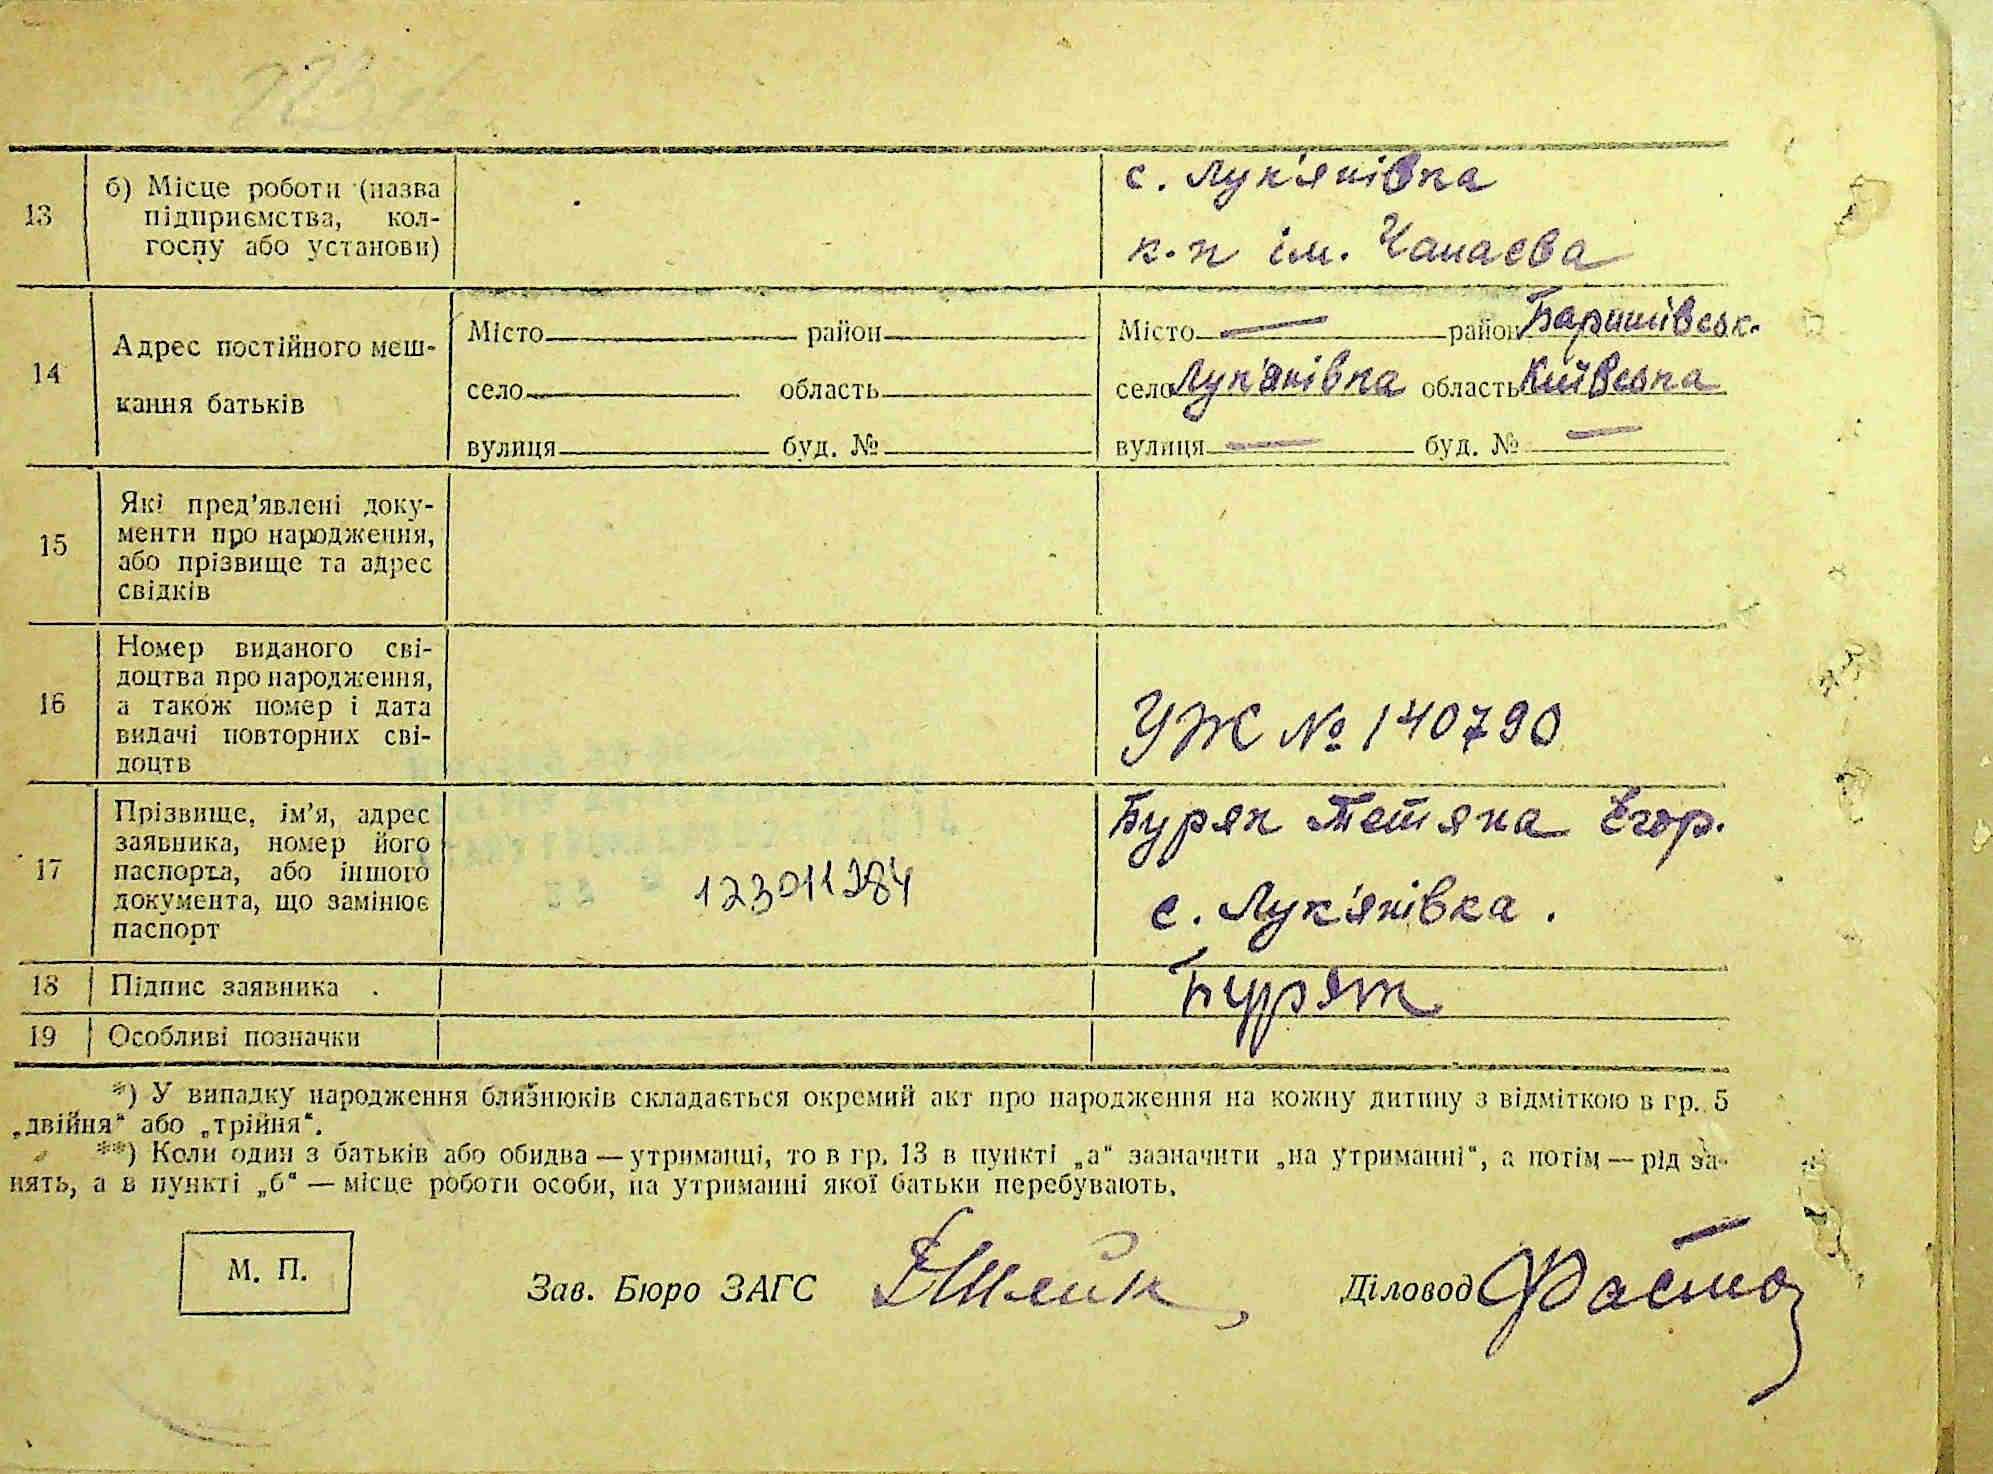 13
б) Місце роботи (назва
підприємства, кол-
госпу або установи)
с. Лук'янівка
к.п ім. Чапаєва
14
Адрес постійного меш-
кання батьків
Місто район
село область
вулиця буд. №
Місто — район Баришівськ.
село Лук'янівка область Київська
вулиця — буд. № —
15
Які пред'явлені доку-
менти про народження,
або прізвище та адрес
свідків
16
Номер виданого сві-
доцтва про народження,
а також номер і дата
видачі повторних сві-
доцтв
УЖ № 140790
17
Прізвище, ім'я, адрес
заявника, номер його
паспорта, або іншого
документа, що замінює
паспорт
123011284
Буряк Тетяна Єгор.
с. Лук'янівка.
18 Підпис заявника
Буряк
19 Особливі позначки
*) У випадку народження близнюків складається окремий акт про народження на кожну дитину з відміткою в гр. 5
„двійня“ або „трійня“.
**) Коли один з батьків або обидва — утриманці, то в гр. 13 в пункті „а“ зазначити „на утриманні“, а потім — рід за-
нять, а в пункті „б“ — місце роботи особи, на утриманні якої батьки перебувають.
М. П.
Зав. Бюро ЗАГС
Діловод